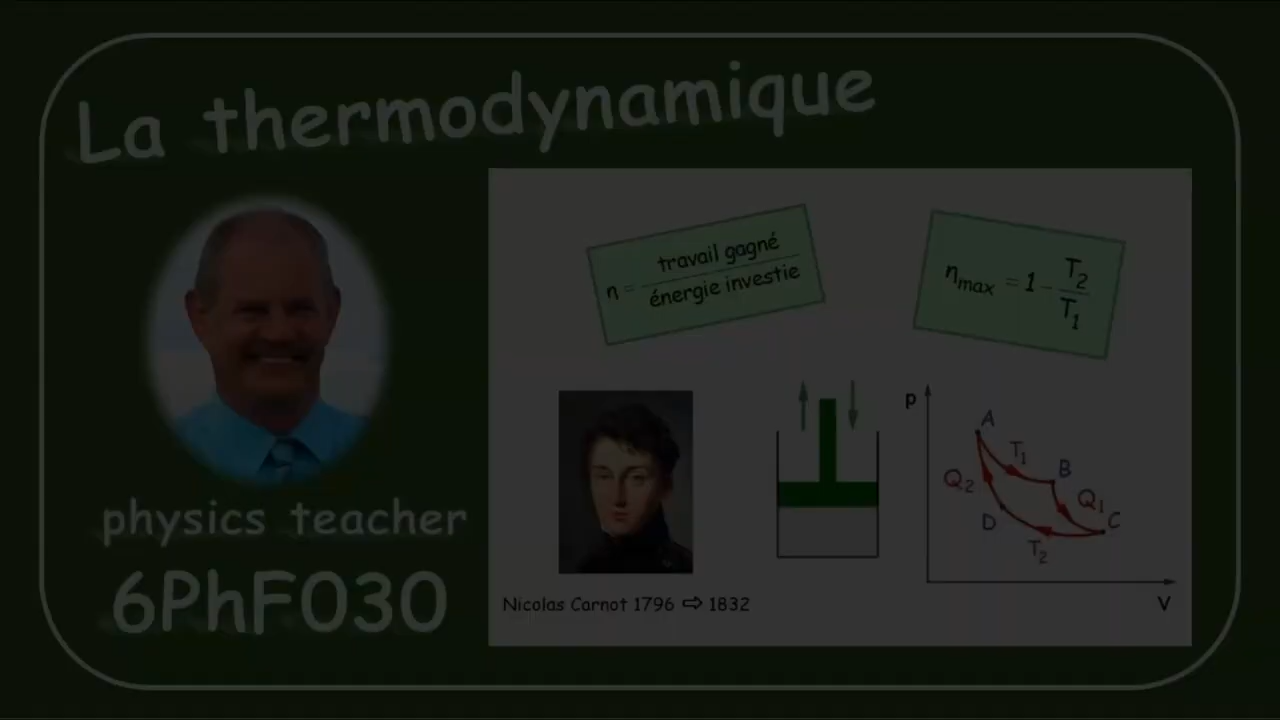 La thermodynamique
η = travail gagné / énergie investie
ηmax = 1 - T2 / T1
physics teacher
6PhF030
Nicolas Carnot 1796 ⇨ 1832
p
A
T1
B
Q2
Q1
D
C
T2
V